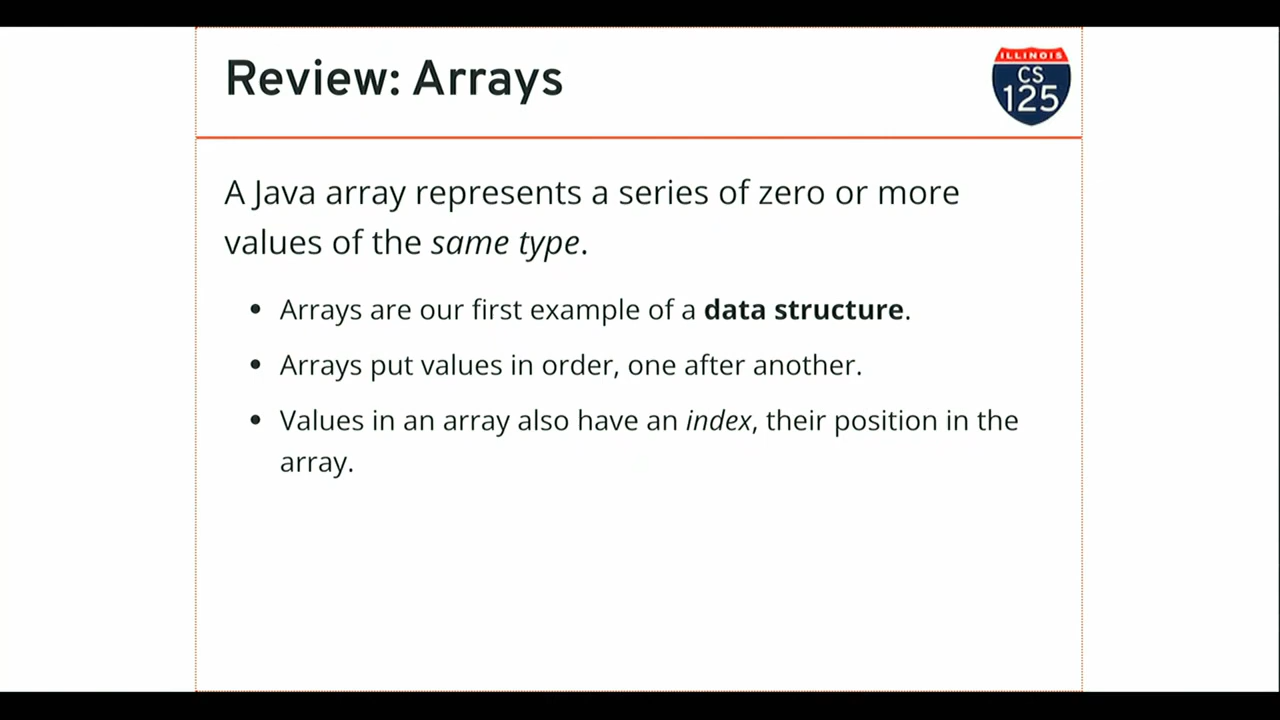 Review: Arrays
ILLINOIS
CS
125
A Java array represents a series of zero or more
values of the same type.
• Arrays are our first example of a data structure.
• Arrays put values in order, one after another.
• Values in an array also have an index, their position in the
array.